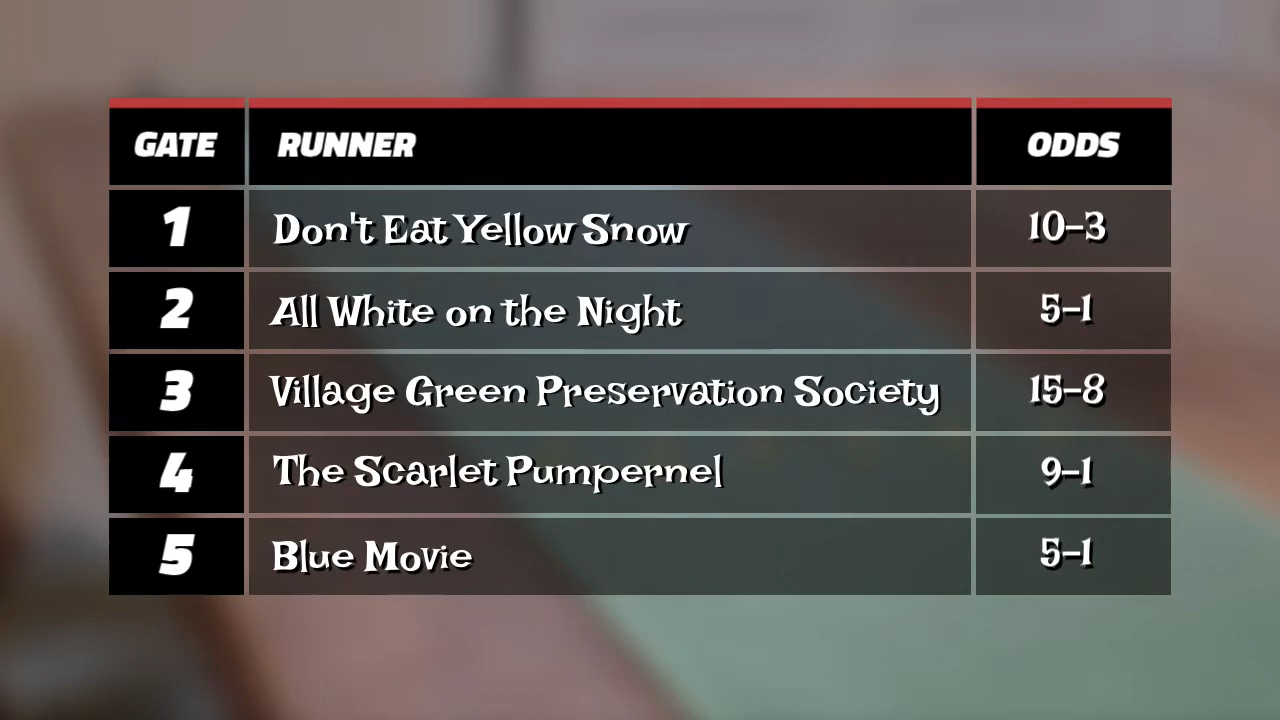 GATE RUNNER ODDS
1 Don't Eat Yellow Snow 10-3
2 All White on the Night 5-1
3 Village Green Preservation Society 15-8
4 The Scarlet Pumpernel 9-1
5 Blue Movie 5-1